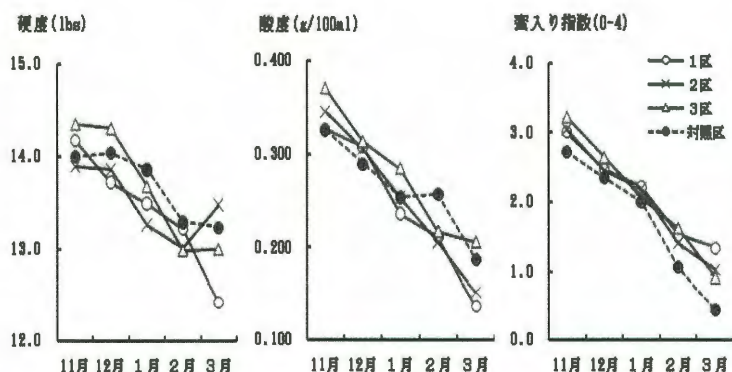 硬度(lbs)
15.0
14.0
13.0
12.0
11月 12月 1月 2月 3月
酸度(g/100ml)
0.400
0.300
0.200
0.100
11月 12月 1月 2月 3月
蜜入り指数(0-4)
4.0
3.0
2.0
1.0
0.0
11月 12月 1月 2月 3月
1区
2区
3区
対照区